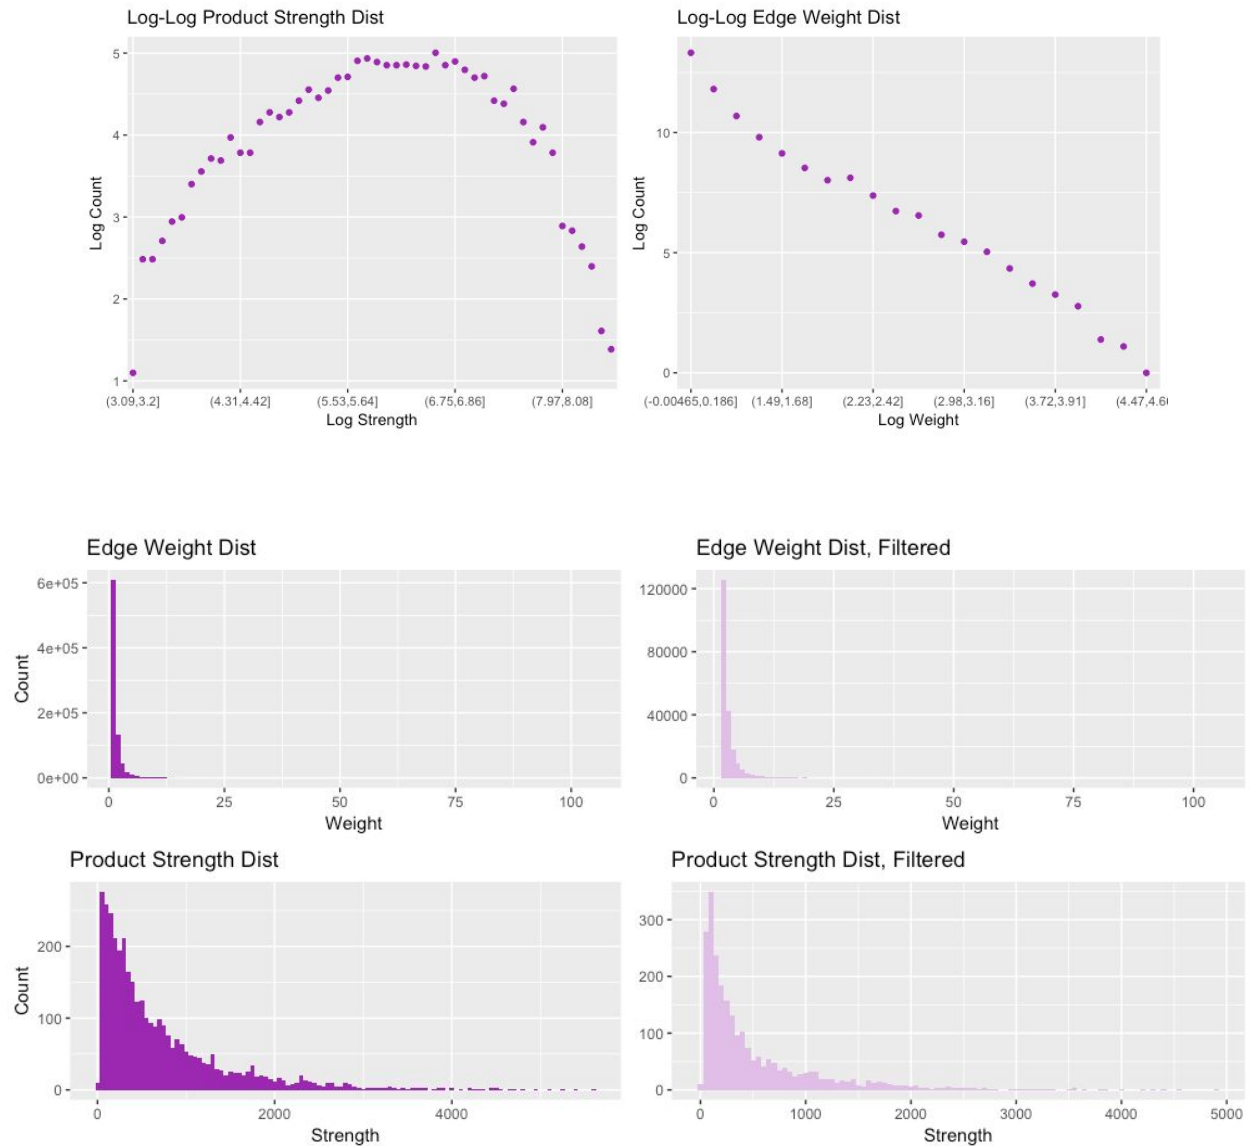 Log-Log Product Strength Dist
Log Count
5
4
3
2
1
(3.09,3.2] (4.31,4.42] (5.53,5.64] (6.75,6.86] (7.97,8.08]
Log Strength
Log-Log Edge Weight Dist
Log Count
10
5
0
(-0.00465,0.186] (1.49,1.68] (2.23,2.42] (2.98,3.16] (3.72,3.91] (4.47,4.6
Log Weight
Edge Weight Dist
Count
6e+05
4e+05
2e+05
0e+00
0 25 50 75 100
Weight
Edge Weight Dist, Filtered
120000
80000
40000
0
0 25 50 75 100
Weight
Product Strength Dist
Count
200
100
0
0 2000 4000
Strength
Product Strength Dist, Filtered
300
200
100
0
0 1000 2000 3000 4000 5000
Strength